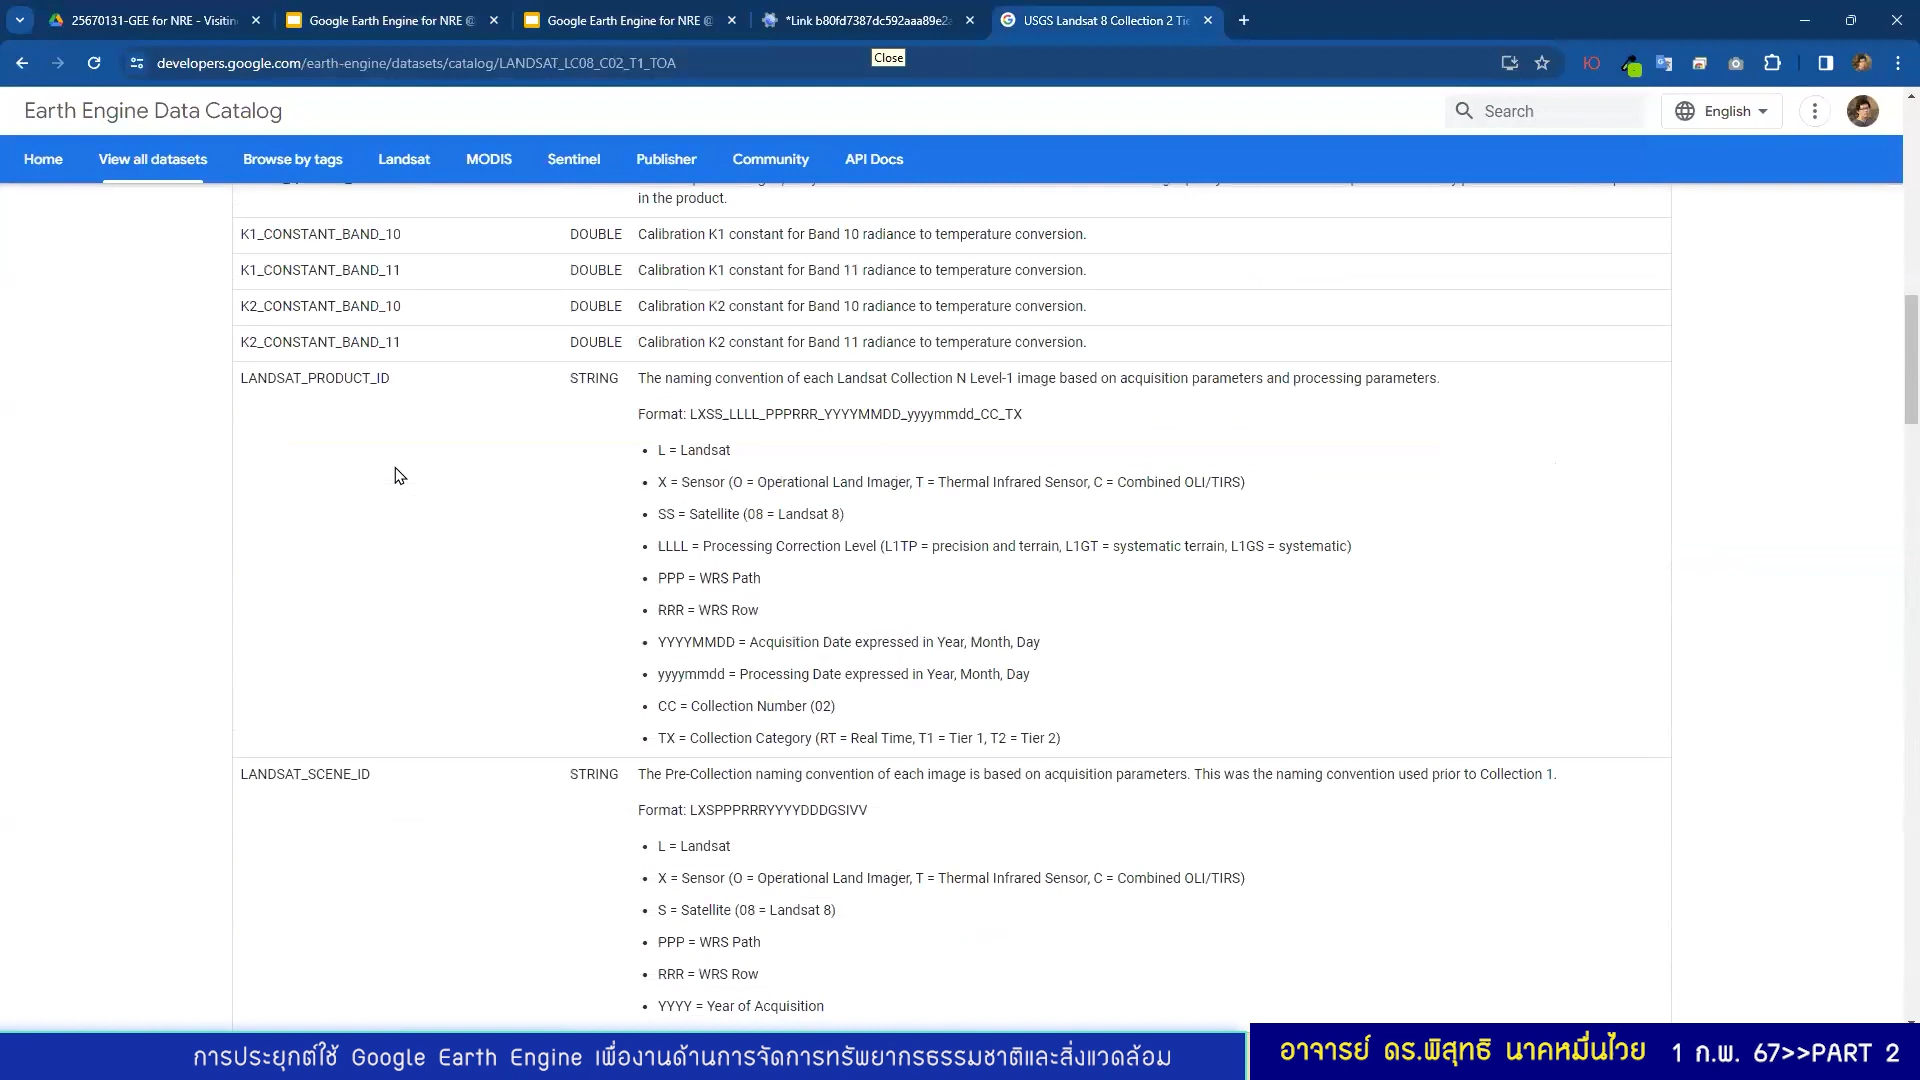 25670131-GEE for NRE - Visitin
Google Earth Engine for NRE @
Google Earth Engine for NRE @
*Link b80fd7387dc592aaa89e2a
USGS Landsat 8 Collection 2 Tie
developers.google.com/earth-engine/datasets/catalog/LANDSAT_LC08_C02_T1_TOA
Close
Earth Engine Data Catalog
Search
English
Home
View all datasets
Browse by tags
Landsat
MODIS
Sentinel
Publisher
Community
API Docs
in the product.
K1_CONSTANT_BAND_10 DOUBLE Calibration K1 constant for Band 10 radiance to temperature conversion.
K1_CONSTANT_BAND_11 DOUBLE Calibration K1 constant for Band 11 radiance to temperature conversion.
K2_CONSTANT_BAND_10 DOUBLE Calibration K2 constant for Band 10 radiance to temperature conversion.
K2_CONSTANT_BAND_11 DOUBLE Calibration K2 constant for Band 11 radiance to temperature conversion.
LANDSAT_PRODUCT_ID STRING The naming convention of each Landsat Collection N Level-1 image based on acquisition parameters and processing parameters.
Format: LXSS_LLLL_PPPRRR_YYYYMMDD_yyyymmdd_CC_TX
• L = Landsat
• X = Sensor (O = Operational Land Imager, T = Thermal Infrared Sensor, C = Combined OLI/TIRS)
• SS = Satellite (08 = Landsat 8)
• LLLL = Processing Correction Level (L1TP = precision and terrain, L1GT = systematic terrain, L1GS = systematic)
• PPP = WRS Path
• RRR = WRS Row
• YYYYMMDD = Acquisition Date expressed in Year, Month, Day
• yyyymmdd = Processing Date expressed in Year, Month, Day
• CC = Collection Number (02)
• TX = Collection Category (RT = Real Time, T1 = Tier 1, T2 = Tier 2)
LANDSAT_SCENE_ID STRING The Pre-Collection naming convention of each image is based on acquisition parameters. This was the naming convention used prior to Collection 1.
Format: LXSPPPRRRYYYYDDDGSIVV
• L = Landsat
• X = Sensor (O = Operational Land Imager, T = Thermal Infrared Sensor, C = Combined OLI/TIRS)
• S = Satellite (08 = Landsat 8)
• PPP = WRS Path
• RRR = WRS Row
• YYYY = Year of Acquisition
การประยุกต์ใช้ Google Earth Engine เพื่องานด้านการจัดการทรัพยากรธรรมชาติและสิ่งแวดล้อม
อาจารย์ ดร.พิสุทธิ นาคหมื่นไวย 1 ก.พ. 67>>PART 2